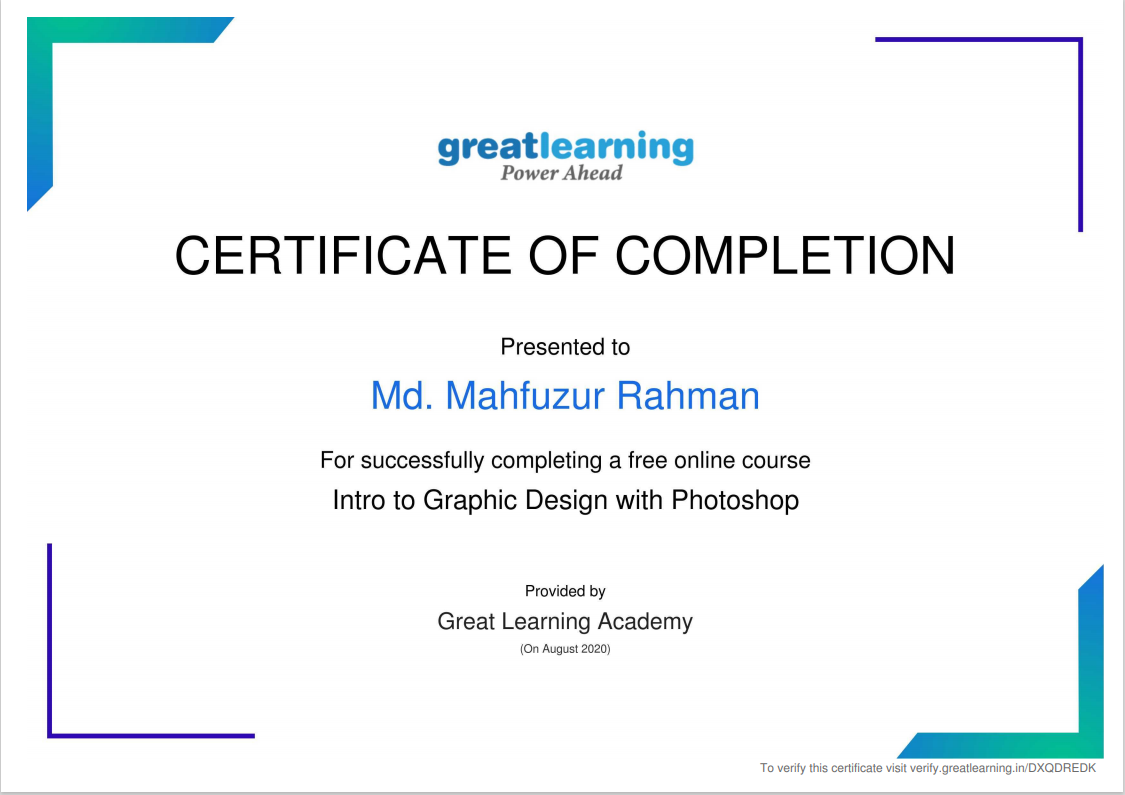 greatlearning
Power Ahead
CERTIFICATE OF COMPLETION
Presented to
Md. Mahfuzur Rahman
For successfully completing a free online course
Intro to Graphic Design with Photoshop
Provided by
Great Learning Academy
(On August 2020)
To verify this certificate visit verify.greatlearning.in/DXQDREDK